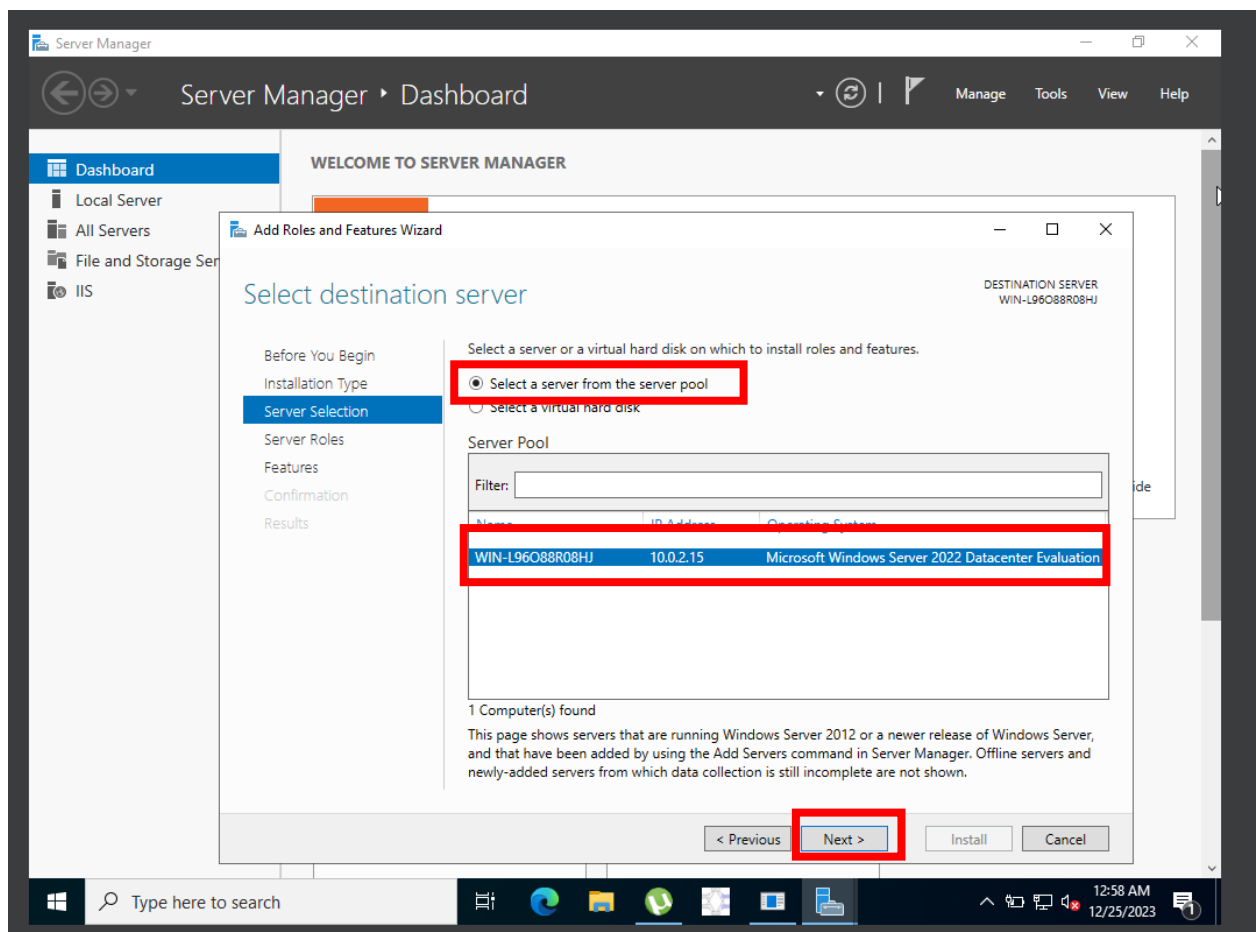 Server Manager
Server Manager • Dashboard
Manage Tools View Help
Dashboard
Local Server
All Servers
File and Storage Ser
IIS
WELCOME TO SERVER MANAGER
Add Roles and Features Wizard
Select destination server
DESTINATION SERVER
WIN-L96O88R08HJ
Before You Begin
Installation Type
Server Selection
Server Roles
Features
Confirmation
Results
Select a server or a virtual hard disk on which to install roles and features.
Select a server from the server pool
Select a virtual hard disk
Server Pool
Filter:
Name IP Address Operating System
WIN-L96O88R08HJ 10.0.2.15 Microsoft Windows Server 2022 Datacenter Evaluation
1 Computer(s) found
This page shows servers that are running Windows Server 2012 or a newer release of Windows Server,
and that have been added by using the Add Servers command in Server Manager. Offline servers and
newly-added servers from which data collection is still incomplete are not shown.
ide
< Previous Next > Install Cancel
Type here to search
12:58 AM
12/25/2023
1